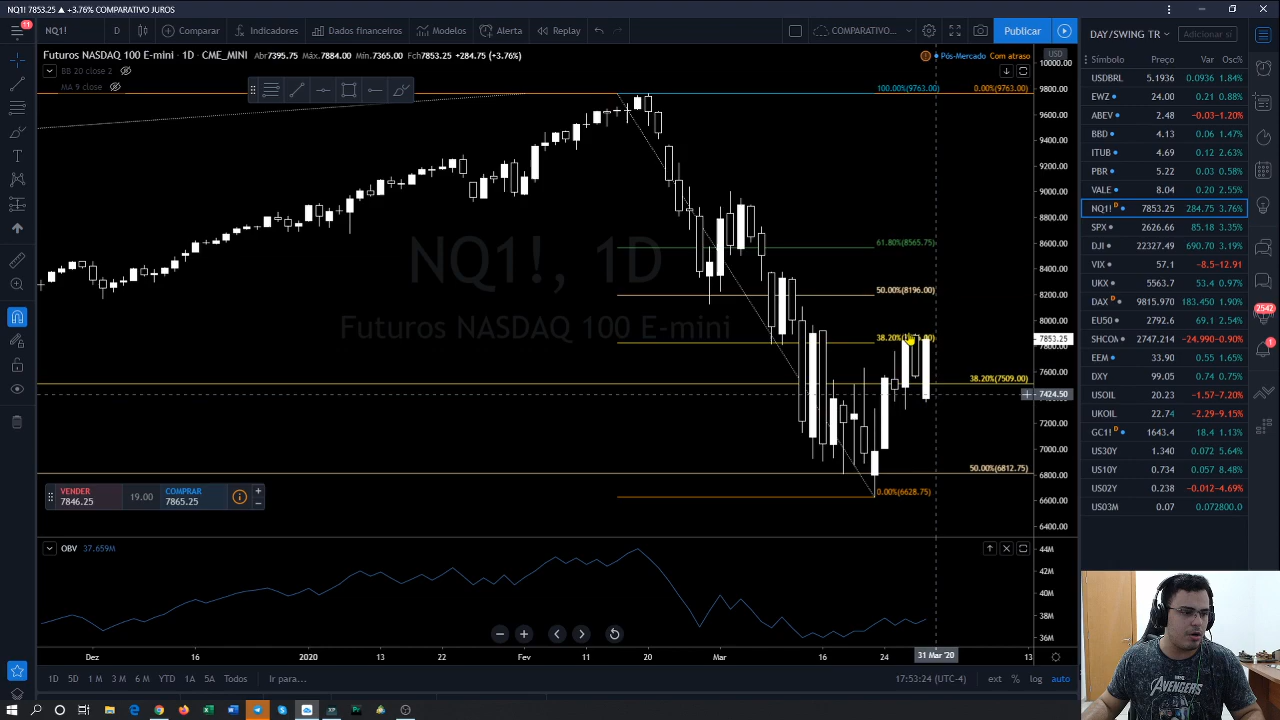 NQ1! 7853.25 ▲ +3.76% COMPARATIVO JUROS
11
NQ1!
D
Comparar
Indicadores
Dados financeiros
Modelos
Alerta
Replay
COMPARATIVO...
Publicar
DAY/SWING TR
Adicionar sí
Futuros NASDAQ 100 E-mini · 1D · CME_MINI Abr7395.75 Máx.7884.00 Mín.7365.00 Fch7853.25 +284.75 (+3.76%)
Pós-Mercado Com atraso
USD
BB 20 close 2
MA 9 close
100.00%(9763.00)
0.00%(9763.00)
61.80%(8565.75)
50.00%(8196.00)
38.20%(7509.00)
50.00%(6812.75)
0.00%(6628.75)
NQ1!, 1D
Futuros NASDAQ 100 E-mini
10000.00
9800.00
9600.00
9400.00
9200.00
9000.00
8800.00
8600.00
8400.00
8200.00
8000.00
7853.25
7800.00
7600.00
7424.50
7200.00
7000.00
6800.00
6600.00
6400.00
VENDER
7846.25
19.00
COMPRAR
7865.25
OBV 37.659M
44M
42M
40M
38M
36M
Dez
16
2020
13
22
Fev
11
20
Mar
16
24
31 Mar '20
13
1D 5D 1 M 3 M 6 M YTD 1A 5A Todos Ir para...
17:53:24 (UTC-4)
ext % log auto
Símbolo Preço Var Osc%
USDBRL 5.1936 0.0936 1.84%
EWZ 24.00 0.21 0.88%
ABEV 2.48 −0.03 −1.20%
BBD 4.13 0.06 1.47%
ITUB 4.69 0.12 2.63%
PBR 5.22 0.03 0.58%
VALE 8.04 0.20 2.55%
NQ1! D 7853.25 284.75 3.76%
SPX 2626.66 85.18 3.35%
DJI 22327.49 690.70 3.19%
VIX 57.1 −8.5 −12.91
UKX 5563.7 53.4 0.97%
DAX D 9815.970 183.450 1.90%
EU50 2792.6 69.1 2.54%
SHCOM 2747.214 −24.990 −0.90%
EEM 33.90 0.55 1.65%
DXY 99.05 0.74 0.75%
USOIL 20.23 −1.57 −7.20%
UKOIL 22.74 −2.29 −9.15%
GC1! D 1643.4 18.4 1.13%
US30Y 1.340 0.072 5.64%
US10Y 0.734 0.057 8.48%
US02Y 0.238 −0.012 −4.69%
US03M 0.07 0.072800.0
2542
1
AVENGERS